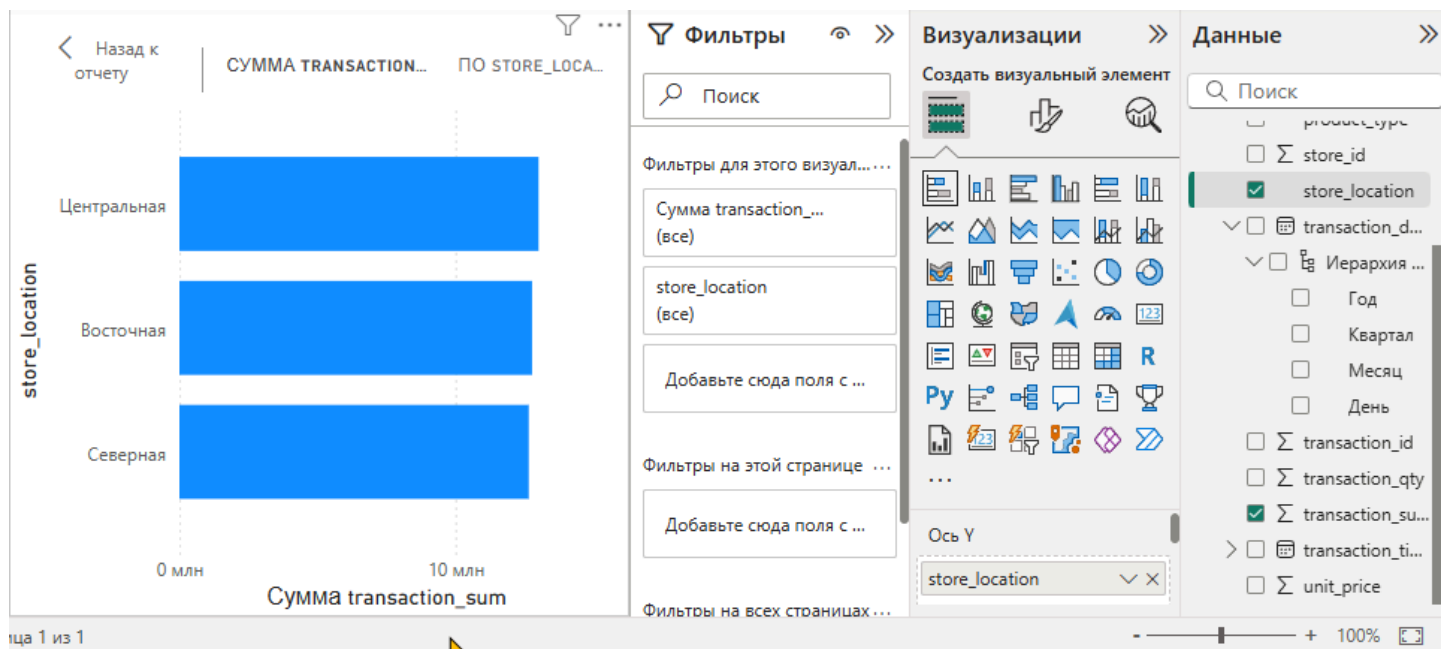 Назад к
отчету
СУММА TRANSACTION...
ПО STORE_LOCA...
Центральная
Восточная
Северная
store_location
0 млн
10 млн
Сумма transaction_sum
ица 1 из 1
Фильтры
Поиск
Фильтры для этого визуал...
Сумма transaction_...
(все)
store_location
(все)
Добавьте сюда поля с ...
Фильтры на этой странице
Добавьте сюда поля с ...
Фильтры на всех страницах
Визуализации
Создать визуальный элемент
123
R
Py
123
Ось Y
store_location
Данные
Поиск
product_type
store_id
store_location
transaction_d...
Иерархия ...
Год
Квартал
Месяц
День
transaction_id
transaction_qty
transaction_su...
transaction_ti...
unit_price
- + 100%